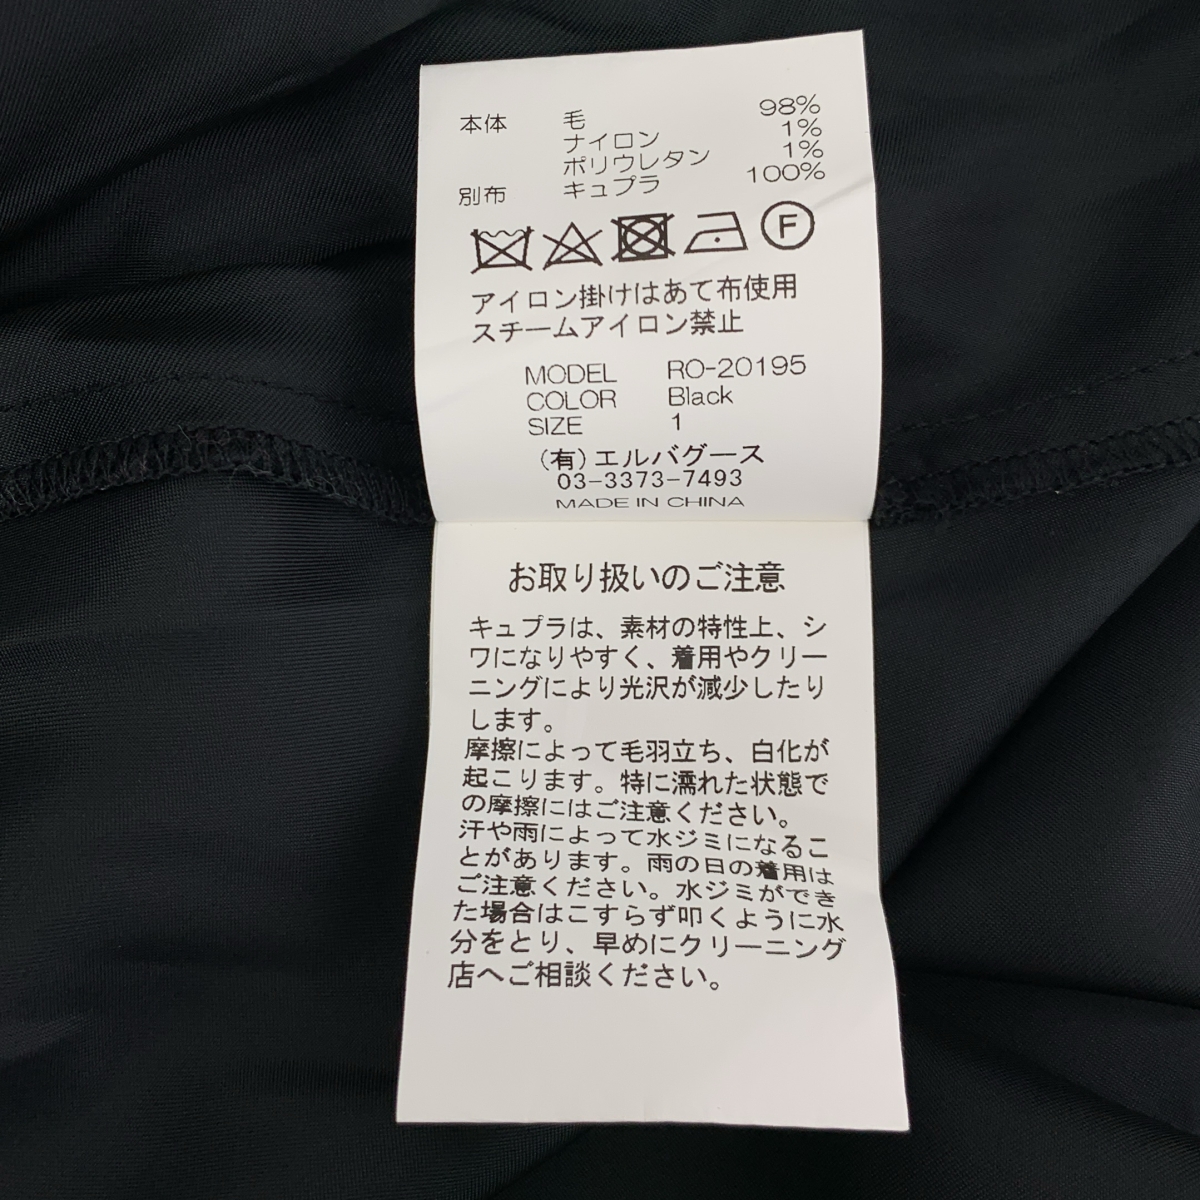 本体 毛 98%
ナイロン 1%
ポリウレタン 1%
別布 キュプラ 100%
F
アイロン掛けはあて布使用
スチームアイロン禁止
MODEL RO-20195
COLOR Black
SIZE 1
(有)エルバグース
03-3373-7493
MADE IN CHINA
お取り扱いのご注意
キュプラは、素材の特性上、シ
ワになりやすく、着用やクリー
ニングにより光沢が減少したり
します。
摩擦によって毛羽立ち、白化が
起こります。特に濡れた状態で
の摩擦にはご注意ください。
汗や雨によって水ジミになるこ
とがあります。雨の日の着用は
ご注意ください。水ジミができ
た場合はこすらず叩くように水
分をとり、早めにクリーニング
店へご相談ください。